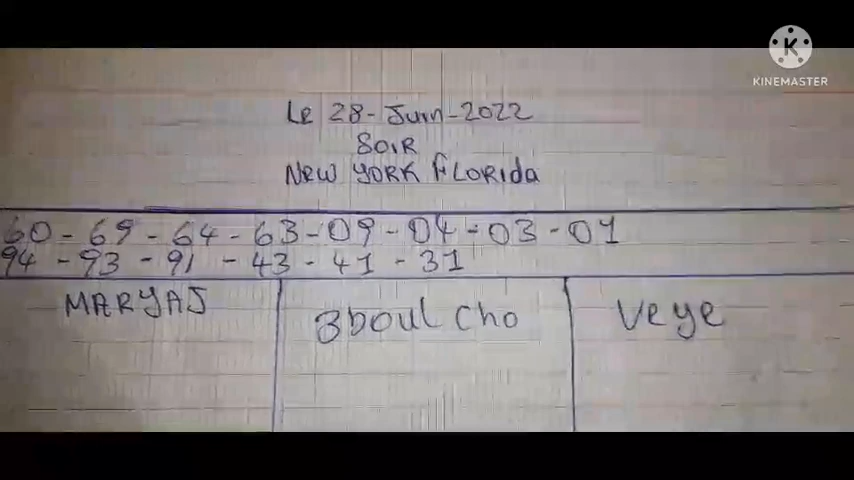 KINEMASTER
Le 28-Juin-2022
Soir
New York Florida
60-69-64-63-09-04-03-01
94-93-91-43-41-31
MARYAJ
3boul cho
Veye